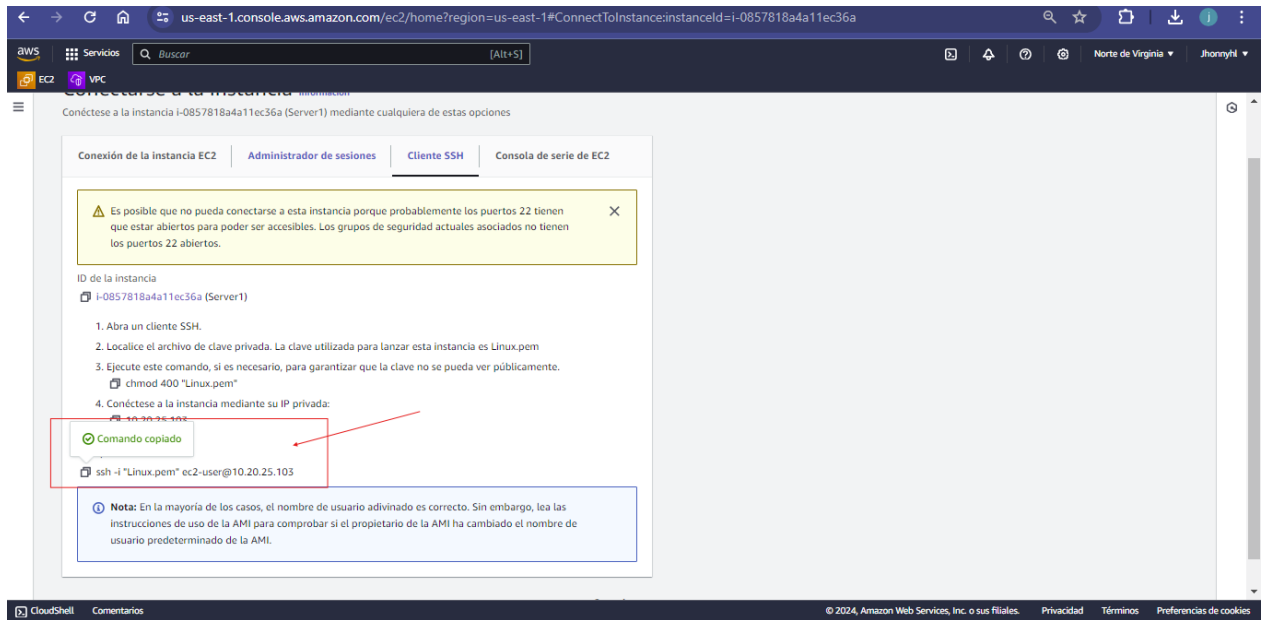 us-east-1.console.aws.amazon.com/ec2/home?region=us-east-1#ConnectToInstance:instanceId=i-0857818a4a11ec36a
aws Servicios Buscar [Alt+S] Norte de Virginia Jhonnyhl
EC2 VPC
Conectarse a la instancia Información
Conéctese a la instancia i-0857818a4a11ec36a (Server1) mediante cualquiera de estas opciones
Conexión de la instancia EC2 Administrador de sesiones Cliente SSH Consola de serie de EC2
Es posible que no pueda conectarse a esta instancia porque probablemente los puertos 22 tienen
que estar abiertos para poder ser accesibles. Los grupos de seguridad actuales asociados no tienen
los puertos 22 abiertos.
ID de la instancia
i-0857818a4a11ec36a (Server1)
1. Abra un cliente SSH.
2. Localice el archivo de clave privada. La clave utilizada para lanzar esta instancia es Linux.pem
3. Ejecute este comando, si es necesario, para garantizar que la clave no se pueda ver públicamente.
chmod 400 "Linux.pem"
4. Conéctese a la instancia mediante su IP privada:
10.20.25.103
Comando copiado
ssh -i "Linux.pem" ec2-user@10.20.25.103
Nota: En la mayoría de los casos, el nombre de usuario adivinado es correcto. Sin embargo, lea las
instrucciones de uso de la AMI para comprobar si el propietario de la AMI ha cambiado el nombre de
usuario predeterminado de la AMI.
CloudShell Comentarios © 2024, Amazon Web Services, Inc. o sus filiales. Privacidad Términos Preferencias de cookies